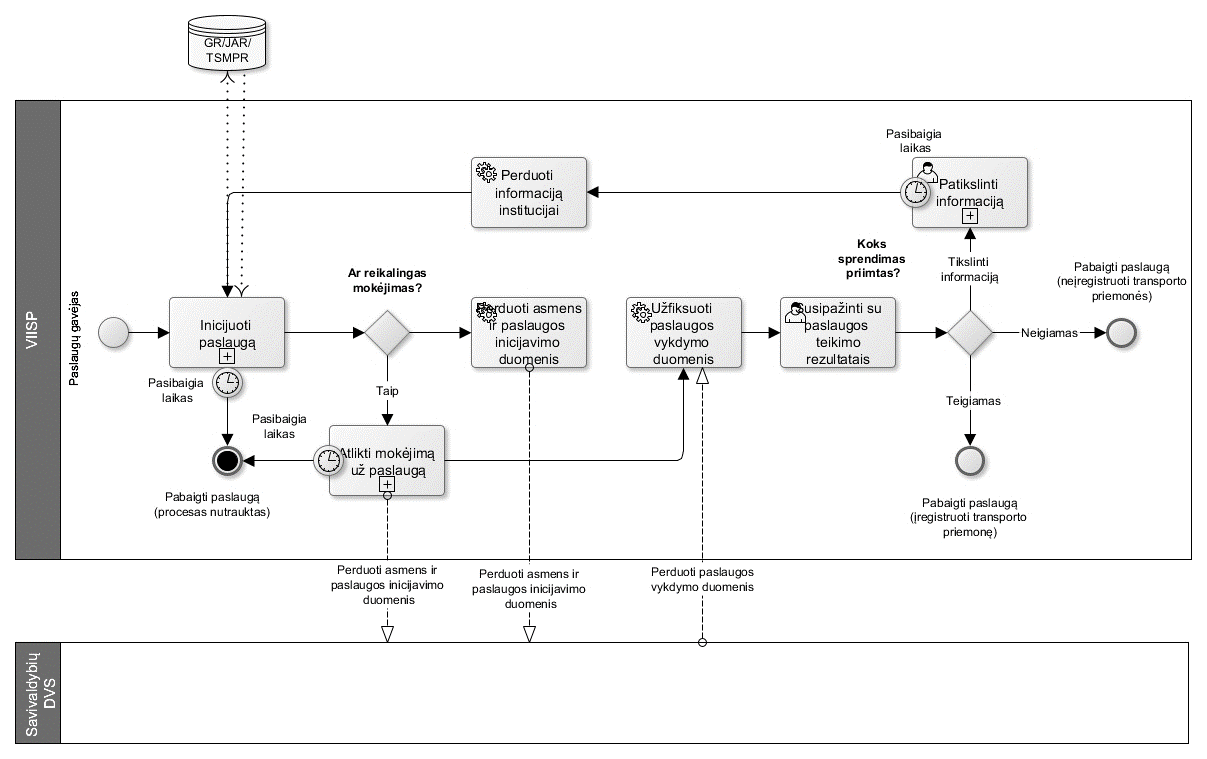 GR/JAR/
TSMPR
VIISP
Paslaugų gavėjas
Pasibaigia
laikas
Perduoti
informaciją
institucijai
Patikslinti
informaciją
Koks
sprendimas
priimtas?
Tikslinti
informaciją
Ar reikalingas
mokėjimas?
Pabaigti paslaugą
(neįregistruoti transporto
priemonės)
Inicijuoti
paslaugą
Perduoti asmens
ir paslaugos
inicijavimo
duomenis
Užfiksuoti
paslaugos
vykdymo
duomenis
Susipažinti su
paslaugos
teikimo
rezultatais
Neigiamas
Pasibaigia
laikas
Taip
Teigiamas
Pasibaigia
laikas
Atlikti mokėjimą
už paslaugą
Pabaigti paslaugą
(procesas nutrauktas)
Pabaigti paslaugą
(įregistruoti transporto
priemonę)
Perduoti asmens ir
paslaugos inicijavimo
duomenis
Perduoti asmens ir
paslaugos inicijavimo
duomenis
Perduoti paslaugos
vykdymo duomenis
Savivaldybių
DVS